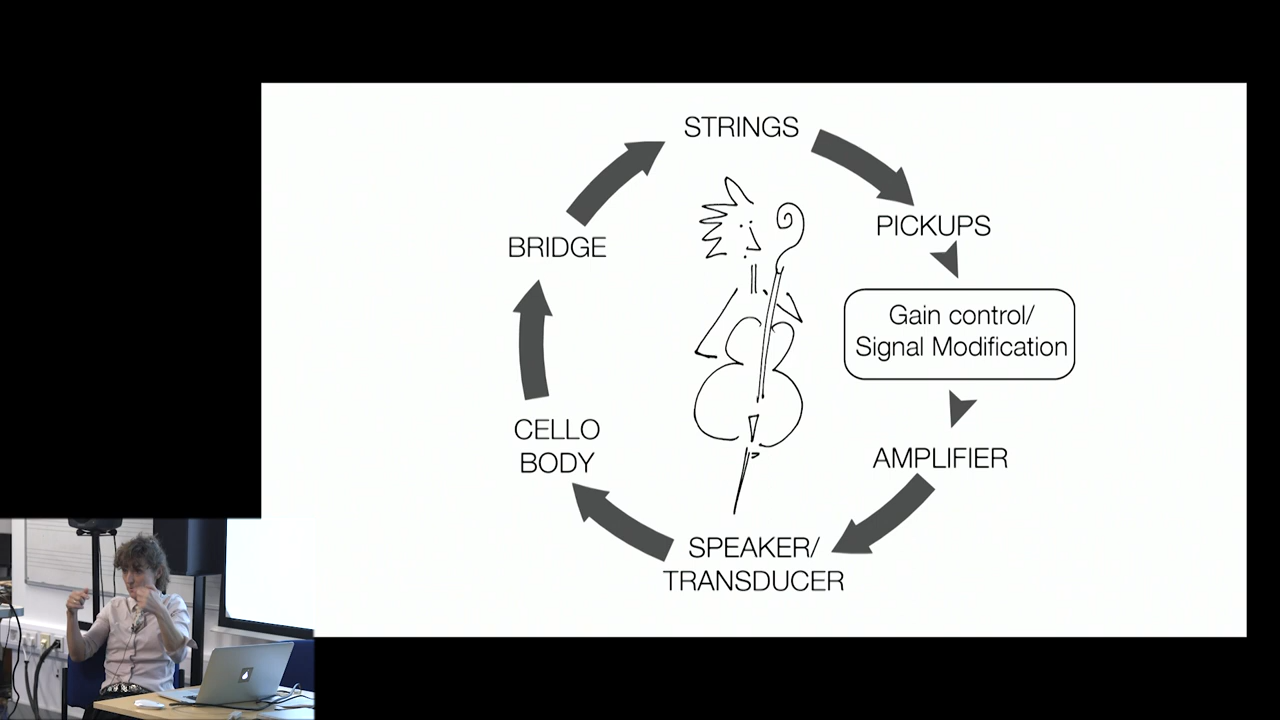 STRINGS
PICKUPS
Gain control/
Signal Modification
AMPLIFIER
SPEAKER/
TRANSDUCER
CELLO
BODY
BRIDGE